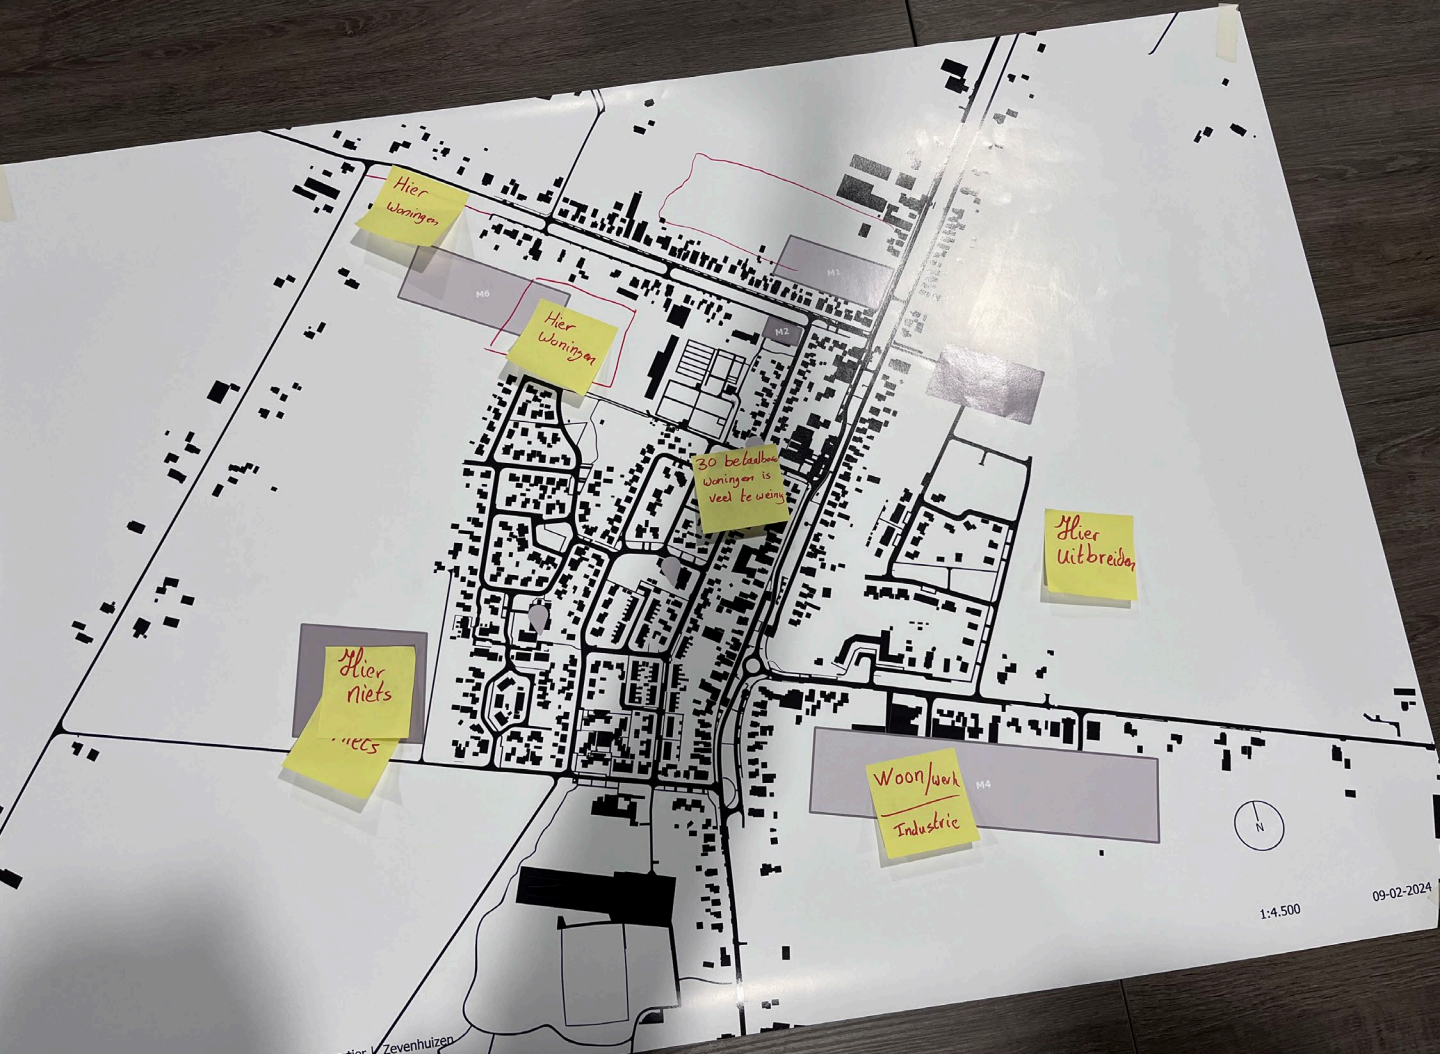 Hier
woningen
M6
M1
M2
Hier
woningen
30 betaalbare
woningen is
veel te weinig
Hier
uitbreiden
Hier
niets
niets
Woon/werk
Industrie
M4
N
1:4.500
09-02-2024
Zevenhuizen